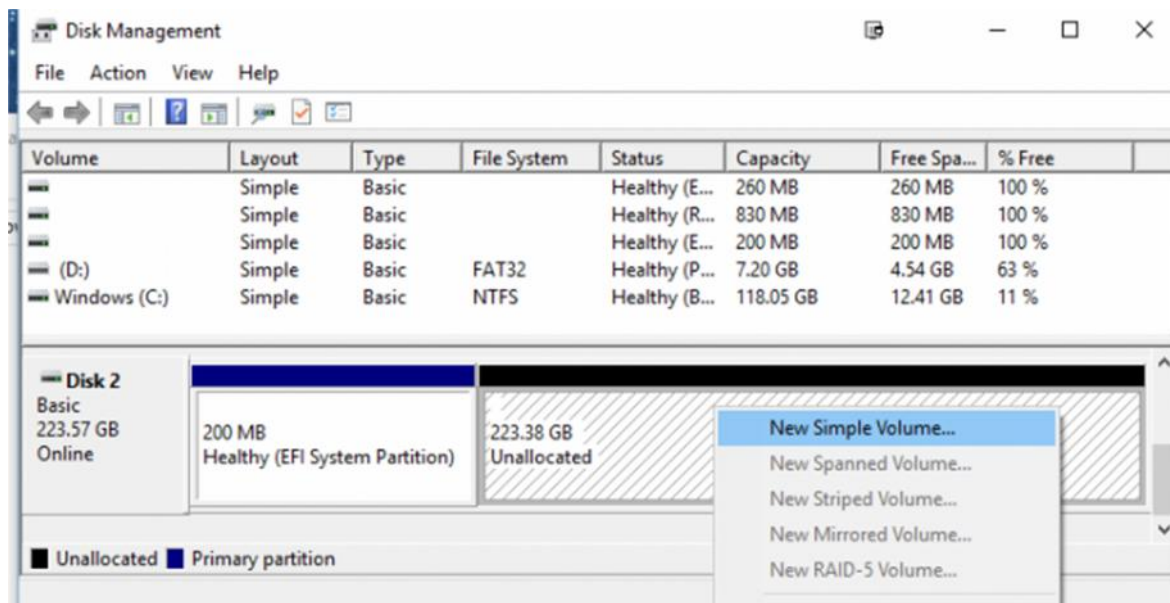 Disk Management
File Action View Help
Volume Layout Type File System Status Capacity Free Spa... % Free
Simple Basic Healthy (E... 260 MB 260 MB 100 %
Simple Basic Healthy (R... 830 MB 830 MB 100 %
Simple Basic Healthy (E... 200 MB 200 MB 100 %
(D:) Simple Basic FAT32 Healthy (P... 7.20 GB 4.54 GB 63 %
Windows (C:) Simple Basic NTFS Healthy (B... 118.05 GB 12.41 GB 11 %
Disk 2
Basic
223.57 GB
Online
200 MB
Healthy (EFI System Partition)
223.38 GB
Unallocated
New Simple Volume...
New Spanned Volume...
New Striped Volume...
New Mirrored Volume...
New RAID-5 Volume...
Unallocated Primary partition